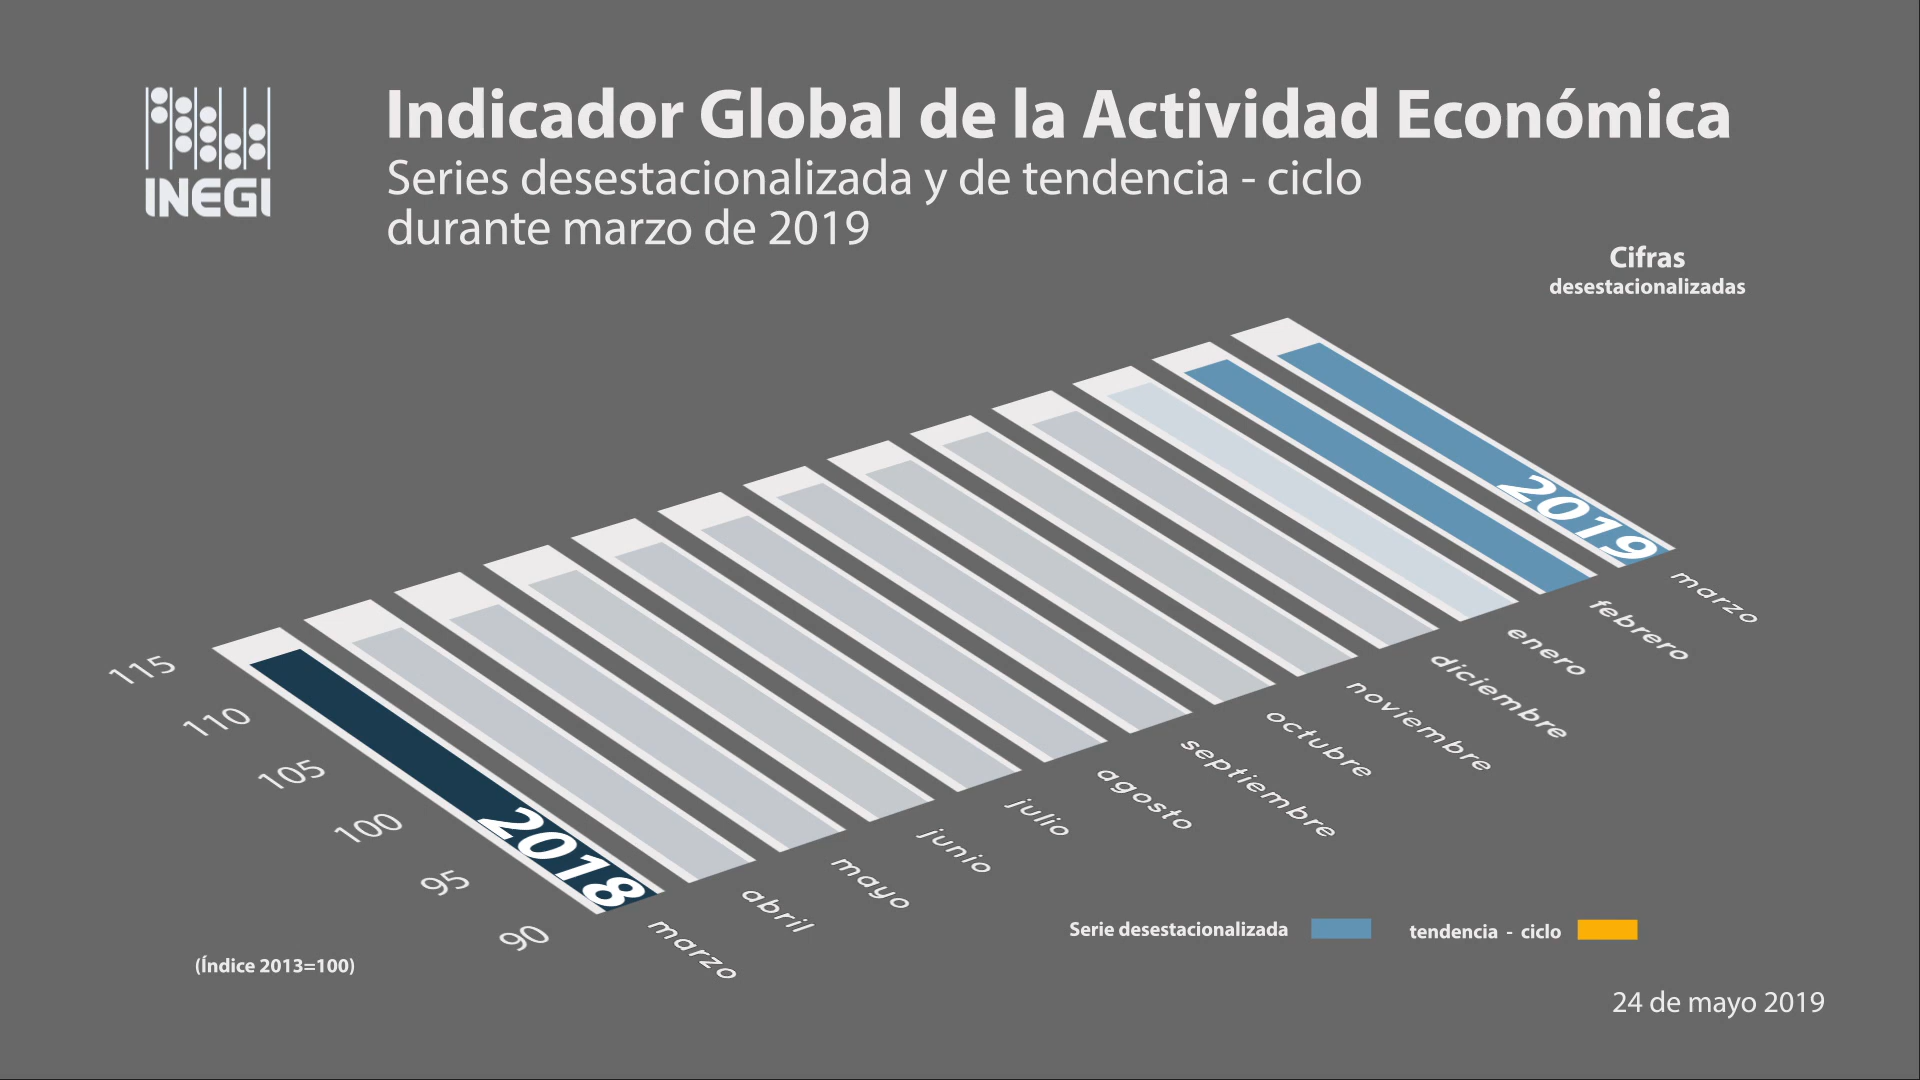 INEGI
Indicador Global de la Actividad Económica
Series desestacionalizada y de tendencia - ciclo
durante marzo de 2019
Cifras
desestacionalizadas
115
110
105
100
95
90
2018
2019
marzo
abril
mayo
junio
julio
agosto
septiembre
octubre
noviembre
diciembre
enero
febrero
marzo
Serie desestacionalizada
tendencia - ciclo
(Índice 2013=100)
24 de mayo 2019